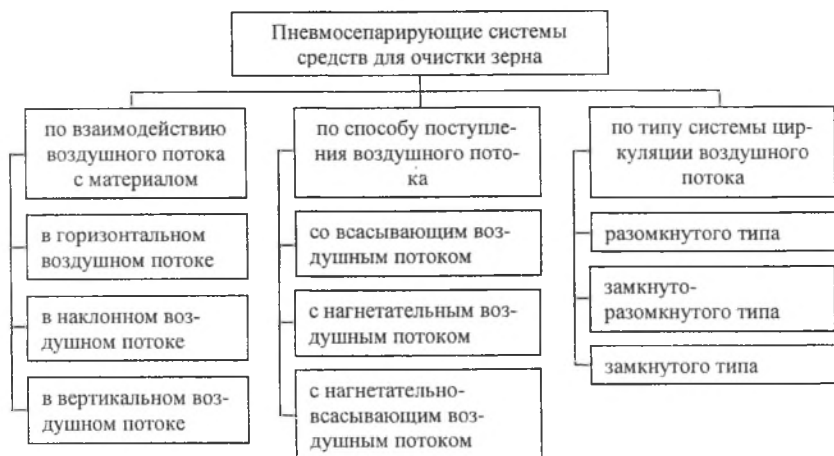 Пневмосепарирующие системы
средств для очистки зерна
по взаимодействию
воздушного потока
с материалом
в горизонтальном
воздушном потоке
в наклонном воз-
душном потоке
в вертикальном воз-
душном потоке
по способу поступле-
ния воздушного пото-
ка
со всасывающим воз-
душным потоком
с нагнетательным воз-
душным потоком
с нагнетательно-
всасывающим воз-
душным потоком
по типу системы цир-
куляции воздушного
потока
разомкнутого типа
замкнуто-
разомкнутого типа
замкнутого типа